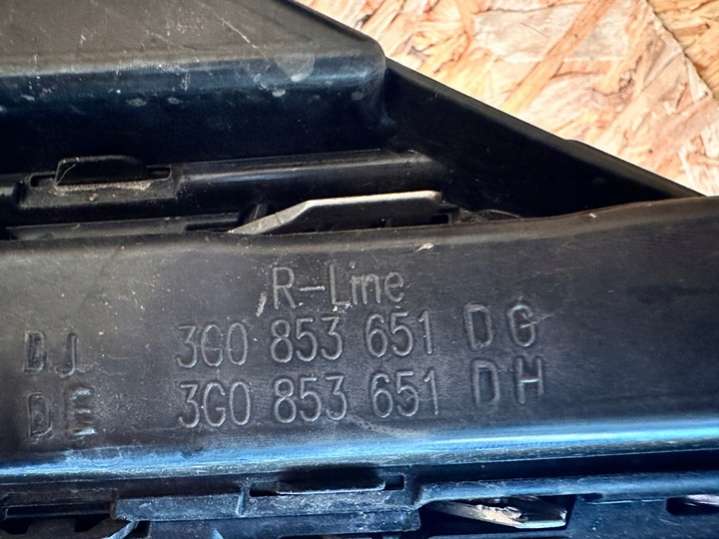 R-Line
DJ 3G0 853 651 DG
DE 3G0 853 651 DH